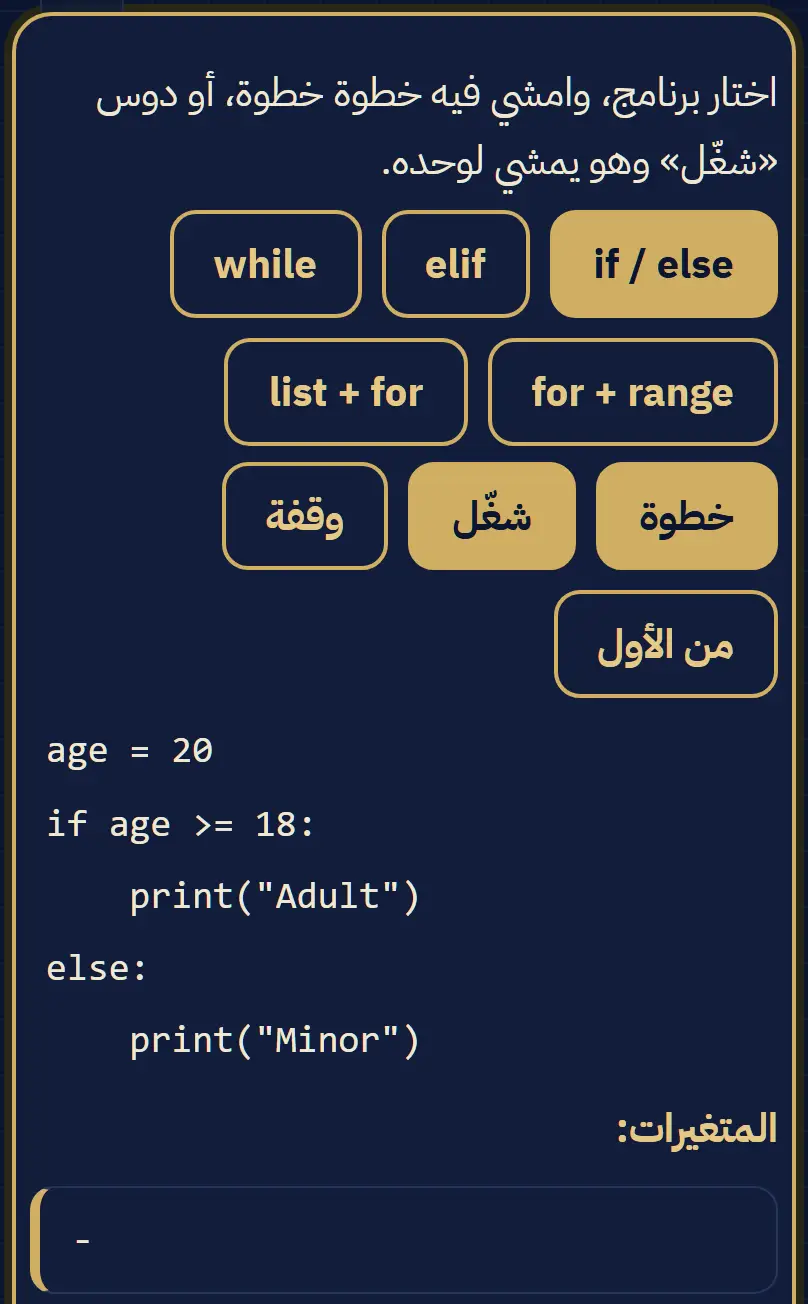 اختار برنامج، وامشي فيه خطوة خطوة، أو دوس
«شغّل» وهو يمشي لوحده.
if / else elif while
for + range list + for
خطوة شغّل وقفة
من الأول
age = 20
if age >= 18:
    print("Adult")
else:
    print("Minor")
المتغيرات:
-